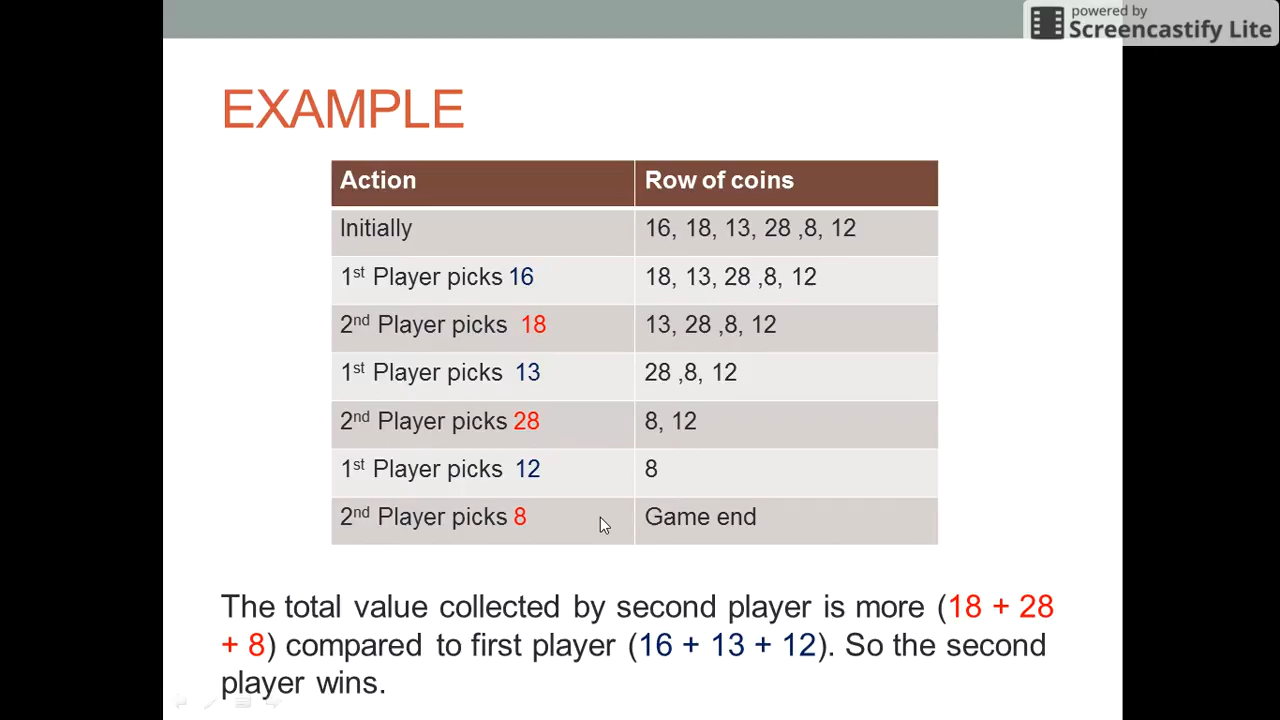 powered by
Screencastify Lite
EXAMPLE
Action Row of coins
Initially 16, 18, 13, 28 ,8, 12
1st Player picks 16 18, 13, 28 ,8, 12
2nd Player picks 18 13, 28 ,8, 12
1st Player picks 13 28 ,8, 12
2nd Player picks 28 8, 12
1st Player picks 12 8
2nd Player picks 8 Game end
The total value collected by second player is more (18 + 28
+ 8) compared to first player (16 + 13 + 12). So the second
player wins.